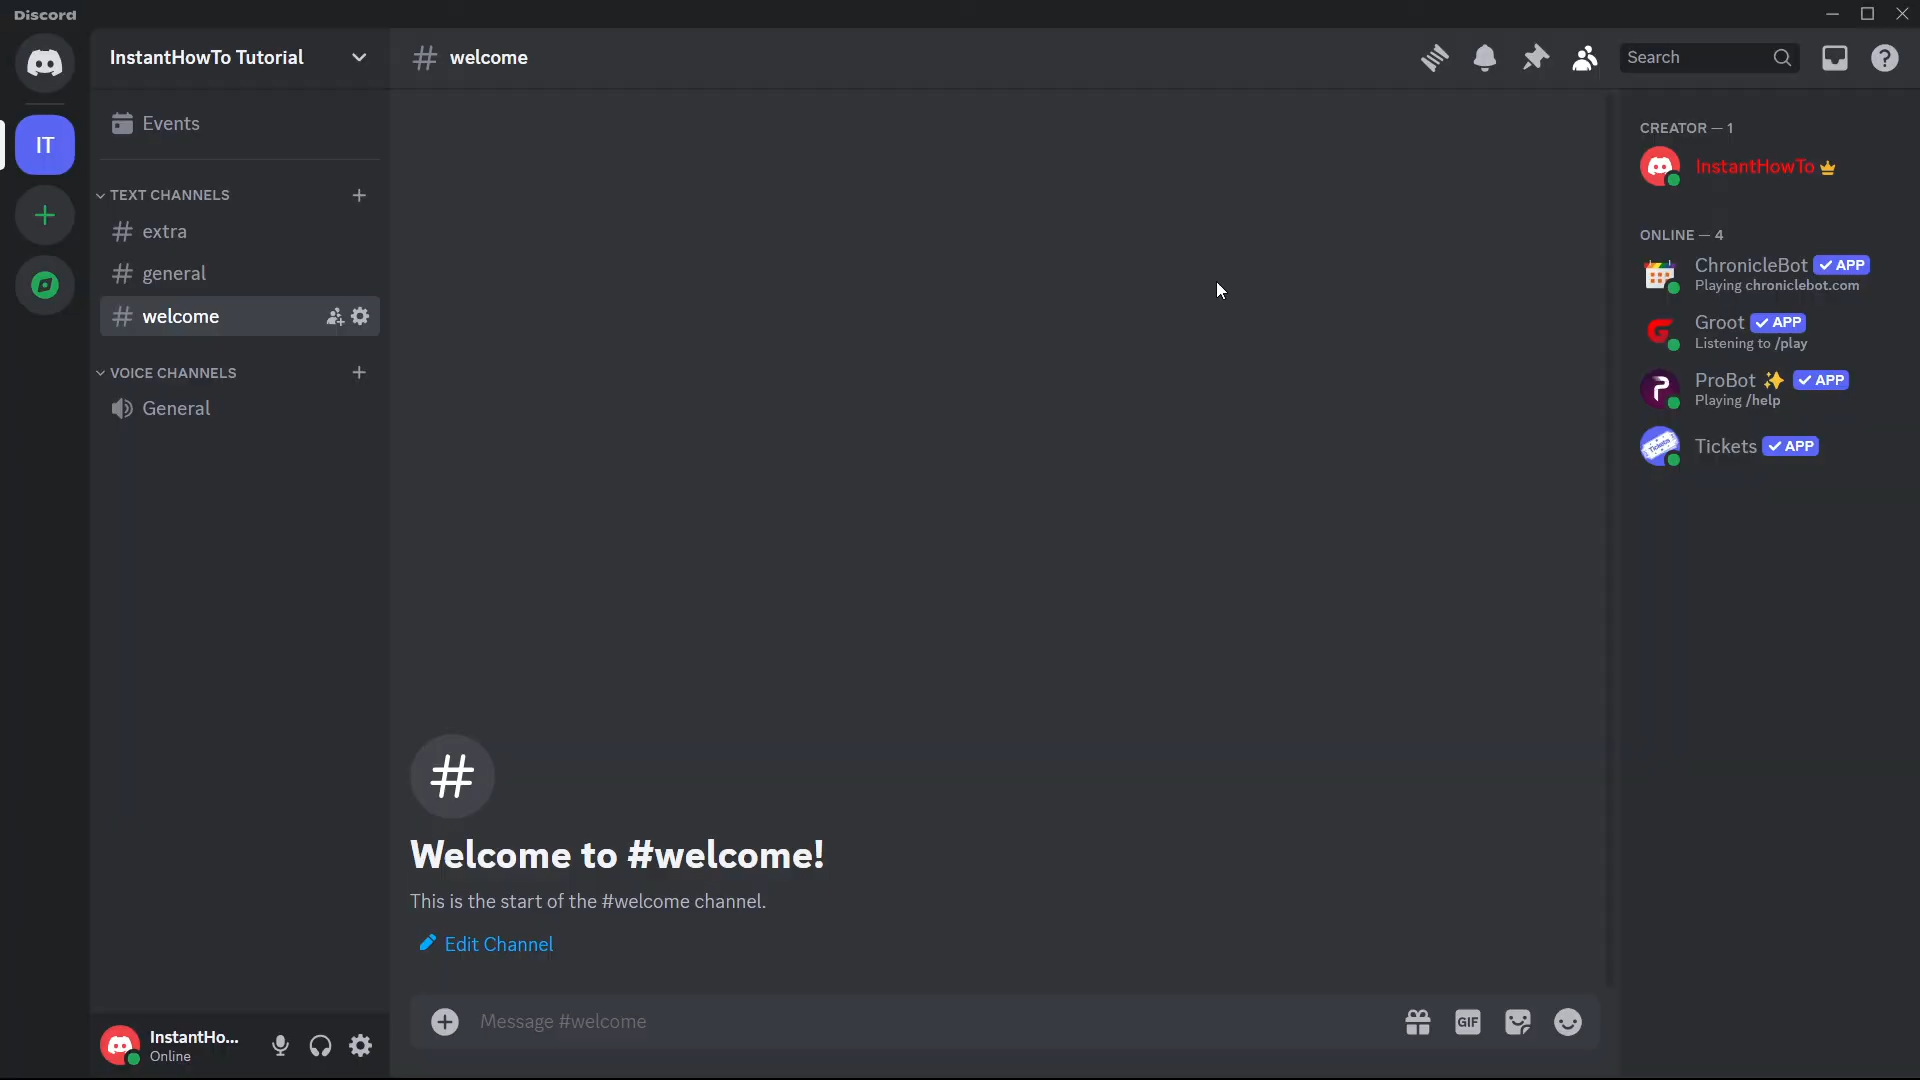 Discord
InstantHowTo Tutorial
welcome
Search
IT
Events
TEXT CHANNELS
extra
general
welcome
VOICE CHANNELS
General
Welcome to #welcome!
This is the start of the #welcome channel.
Edit Channel
Message #welcome
GIF
InstantHo...
Online
CREATOR — 1
InstantHowTo
ONLINE — 4
ChronicleBot APP
Playing chroniclebot.com
Groot APP
Listening to /play
ProBot ✨ APP
Playing /help
Tickets APP